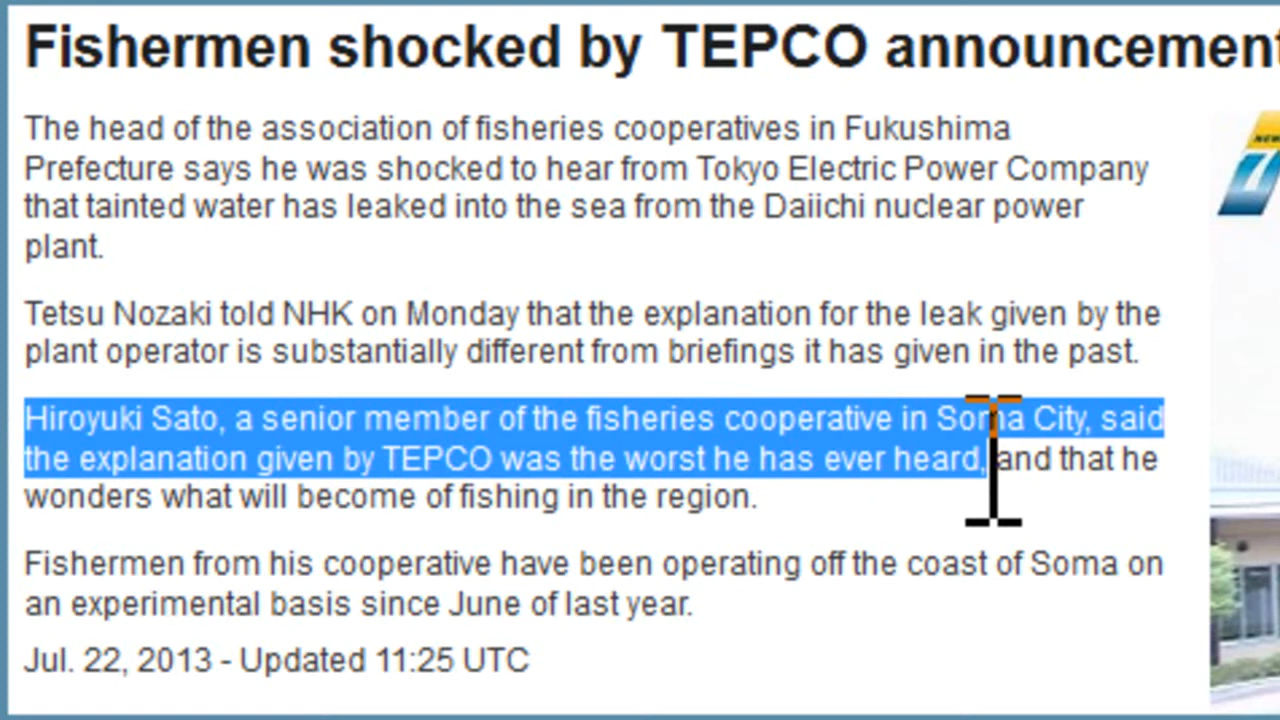 Fishermen shocked by TEPCO announcement
The head of the association of fisheries cooperatives in Fukushima
Prefecture says he was shocked to hear from Tokyo Electric Power Company
that tainted water has leaked into the sea from the Daiichi nuclear power
plant.
Tetsu Nozaki told NHK on Monday that the explanation for the leak given by the
plant operator is substantially different from briefings it has given in the past.
Hiroyuki Sato, a senior member of the fisheries cooperative in Soma City, said
the explanation given by TEPCO was the worst he has ever heard, and that he
wonders what will become of fishing in the region.
Fishermen from his cooperative have been operating off the coast of Soma on
an experimental basis since June of last year.
Jul. 22, 2013 - Updated 11:25 UTC
7